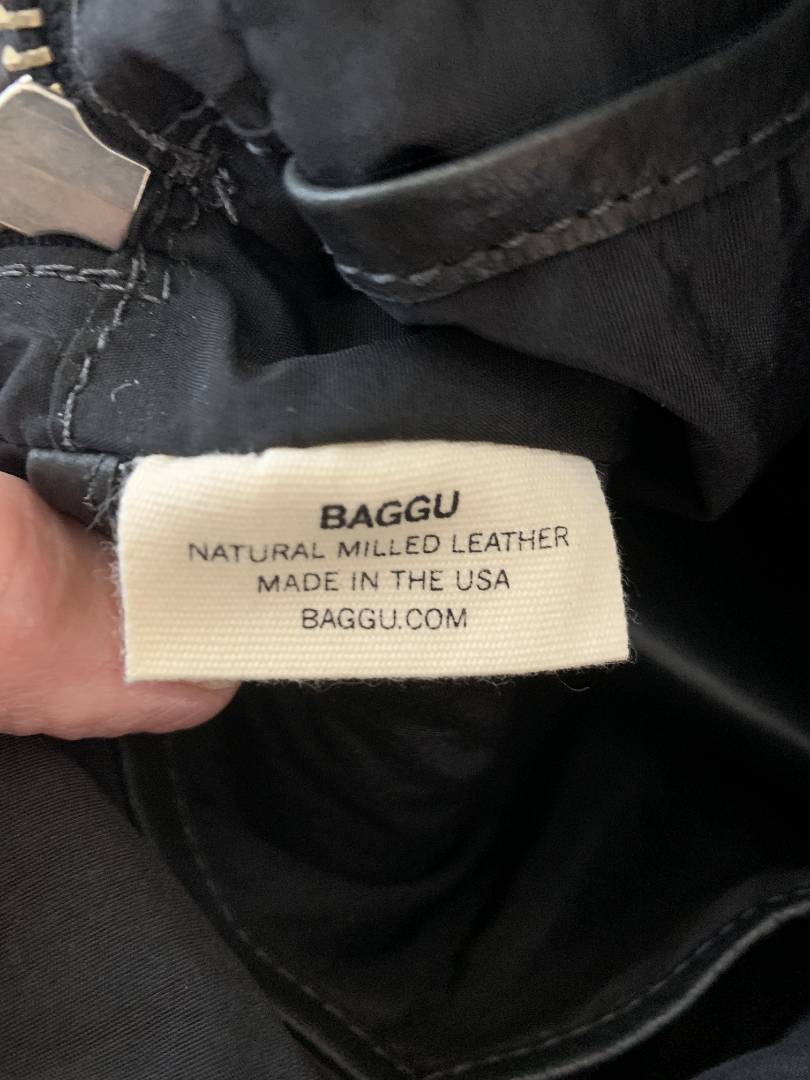 BAGGU
NATURAL MILLED LEATHER
MADE IN THE USA
BAGGU.COM